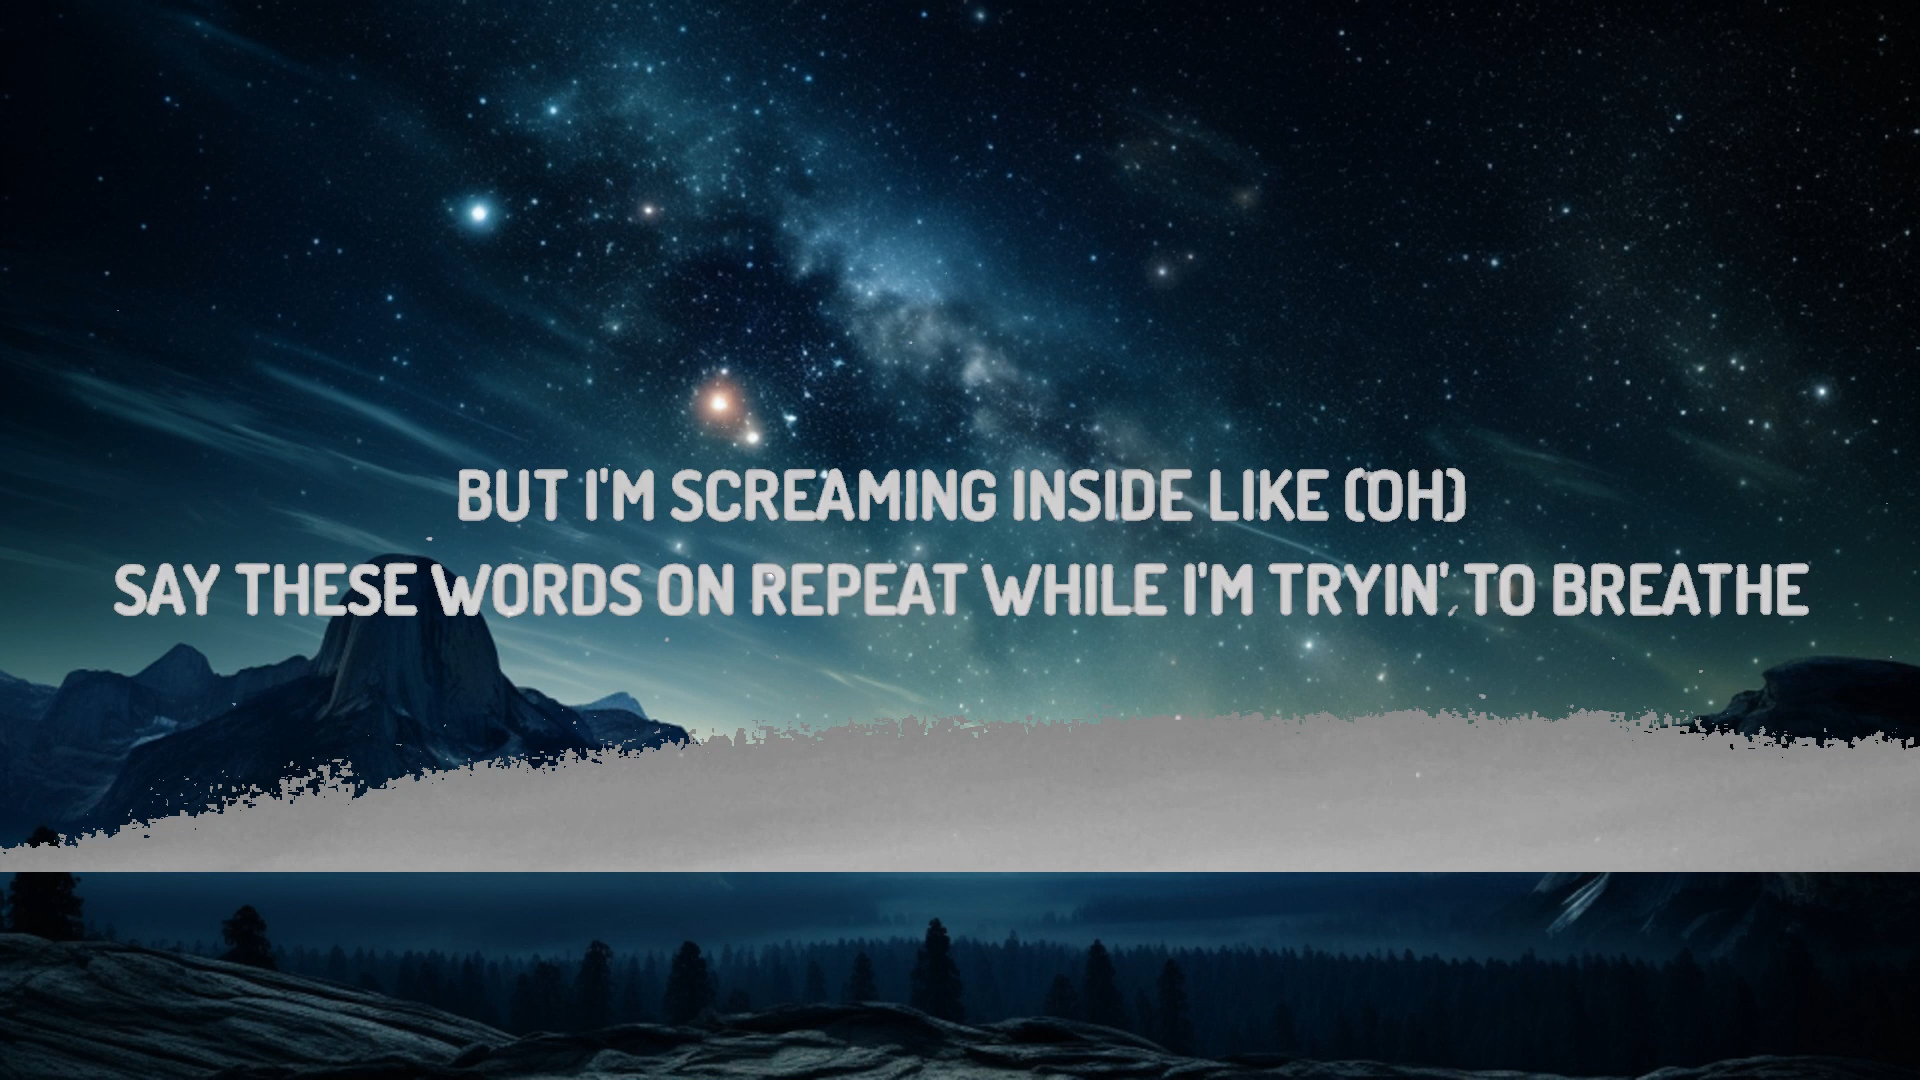 BUT I'M SCREAMING INSIDE LIKE (OH)
SAY THESE WORDS ON REPEAT WHILE I'M TRYIN' TO BREATHE